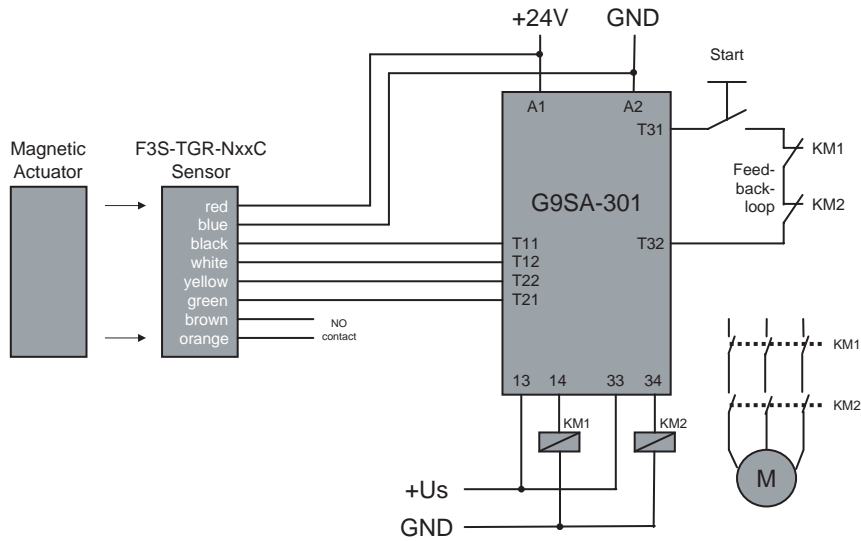 +24V
GND
Start
A1
A2
T31
Magnetic
Actuator
F3S-TGR-NxxC
Sensor
KM1
Feed-
back-
loop
KM2
red
blue
black
white
yellow
green
brown
orange
G9SA-301
T11
T12
T22
T21
T32
NO
contact
13
14
33
34
KM1
KM2
KM1
KM2
M
+Us
GND